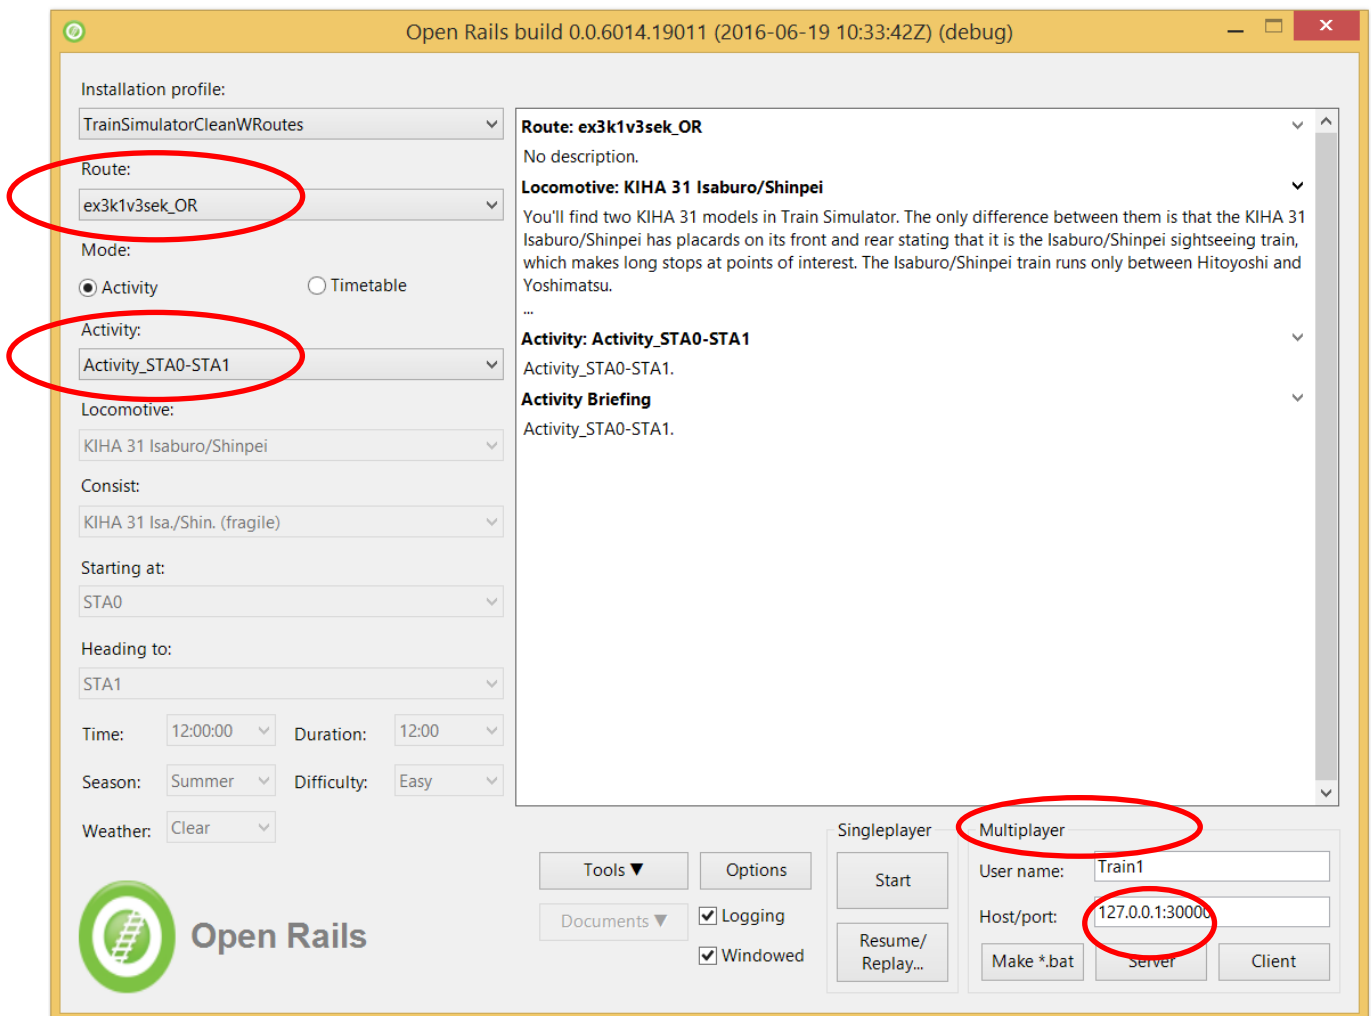 Open Rails build 0.0.6014.19011 (2016-06-19 10:33:42Z) (debug)
Installation profile:
TrainSimulatorCleanWRoutes
Route:
ex3k1v3sek_OR
Mode:
Activity
Timetable
Activity:
Activity_STA0-STA1
Locomotive:
KIHA 31 Isaburo/Shinpei
Consist:
KIHA 31 Isa./Shin. (fragile)
Starting at:
STA0
Heading to:
STA1
Time: 12:00:00 Duration: 12:00
Season: Summer Difficulty: Easy
Weather: Clear
Open Rails
Route: ex3k1v3sek_OR
No description.
Locomotive: KIHA 31 Isaburo/Shinpei
You'll find two KIHA 31 models in Train Simulator. The only difference between them is that the KIHA 31
Isaburo/Shinpei has placards on its front and rear stating that it is the Isaburo/Shinpei sightseeing train,
which makes long stops at points of interest. The Isaburo/Shinpei train runs only between Hitoyoshi and
Yoshimatsu.
...
Activity: Activity_STA0-STA1
Activity_STA0-STA1.
Activity Briefing
Activity_STA0-STA1.
Tools ▼
Options
Documents ▼
Logging
Windowed
Singleplayer
Start
Resume/
Replay...
Multiplayer
User name: Train1
Host/port: 127.0.0.1:30000
Make *.bat
Server
Client